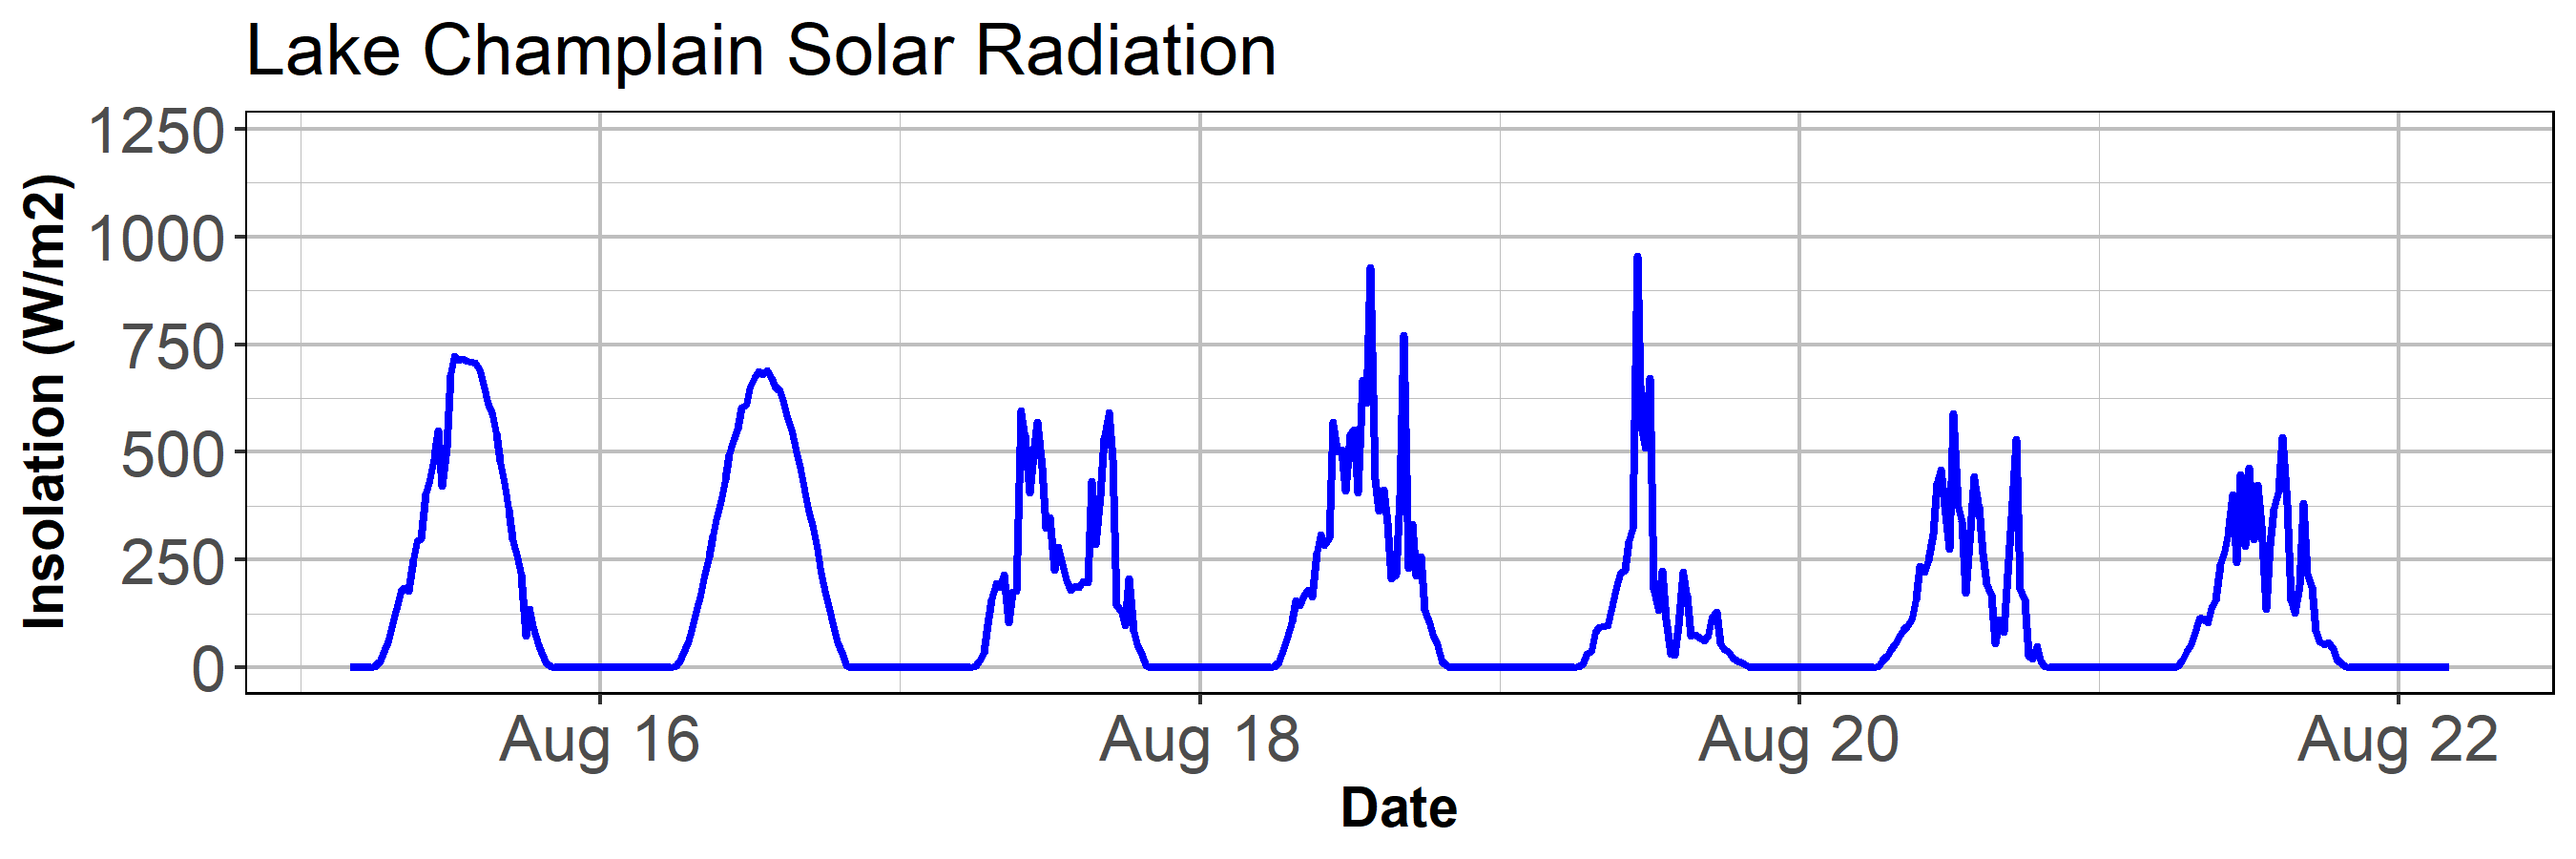 Lake Champlain Solar Radiation
Insolation (W/m2)
1250
1000
750
500
250
0
Aug 16 Aug 18 Aug 20 Aug 22
Date